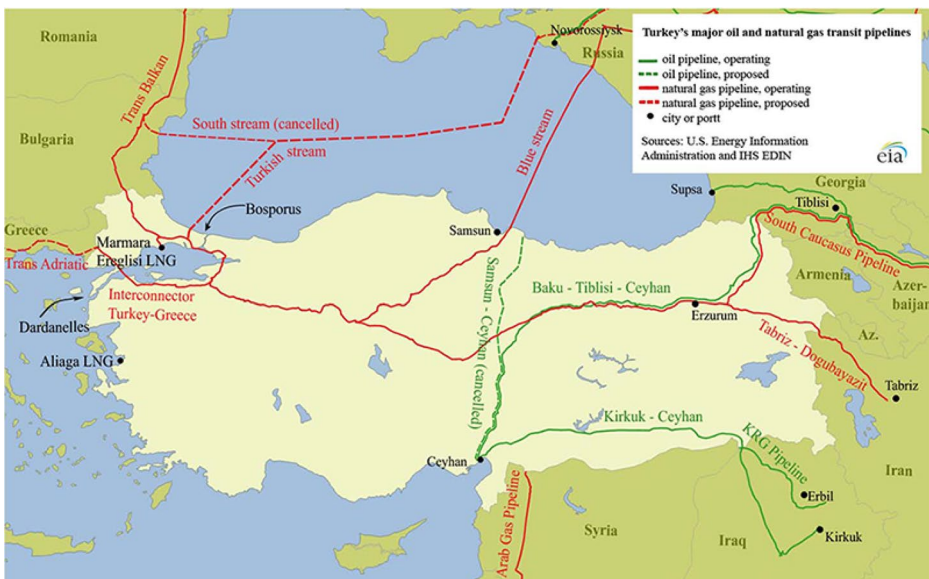 Romania
Novorossiysk
Russia
Turkey's major oil and natural gas transit pipelines
oil pipeline, operating
oil pipeline, proposed
natural gas pipeline, operating
natural gas pipeline, proposed
city or portt
Sources: U.S. Energy Information
Administration and IHS EDIN
eia
Trans Balkan
Bulgaria
South stream (cancelled)
Turkish stream
Blue stream
Georgia
Supsa
Tiblisi
Bosporus
Samsun
South Caucasus Pipeline
Greece
Marmara
Ereglisi LNG
Trans Adriatic
Armenia
Azer-
baijan
Interconnector
Turkey-Greece
Samsun - Ceyhan (cancelled)
Baku - Tiblisi - Ceyhan
Erzurum
Dardanelles
Az.
Tabriz - Dogubayazit
Aliaga LNG
Tabriz
Kirkuk - Ceyhan
KRG Pipeline
Ceyhan
Iran
Erbil
Arab Gas Pipeline
Syria
Iraq
Kirkuk